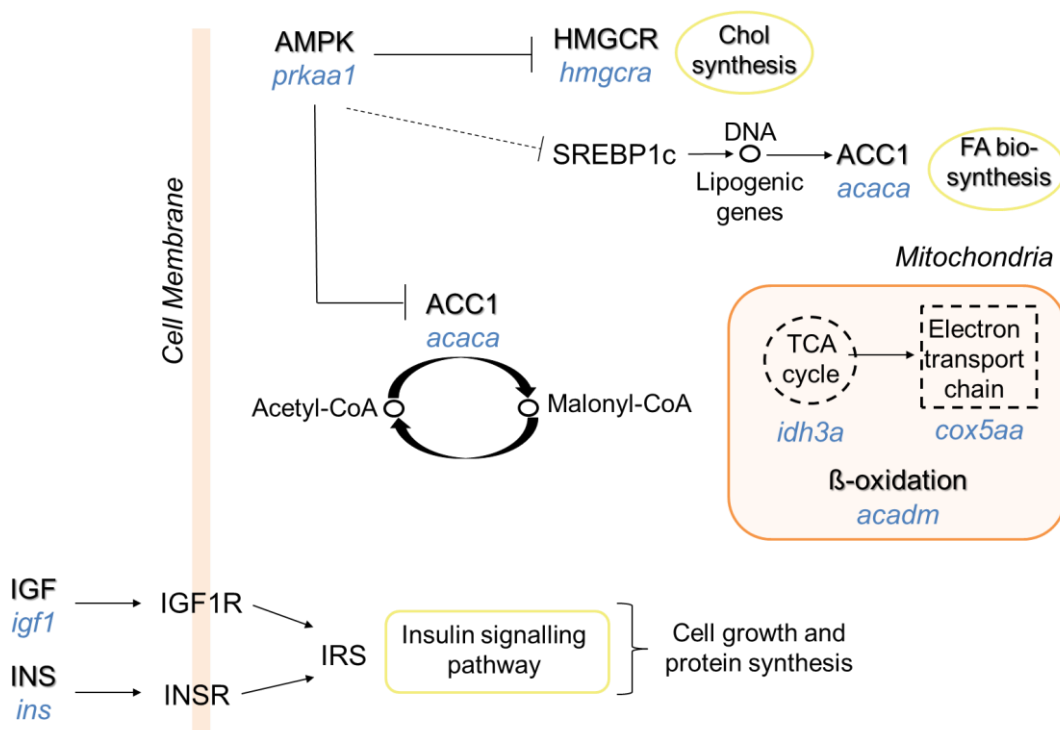 AMPK
prkaa1
HMGCR
hmgcra
Chol
synthesis
SREBP1c
DNA
Lipogenic
genes
ACC1
acaca
FA bio-
synthesis
Cell Membrane
ACC1
acaca
Acetyl-CoA
Malonyl-CoA
Mitochondria
TCA
cycle
idh3a
Electron
transport
chain
cox5aa
ß-oxidation
acadm
IGF
igf1
IGF1R
INS
ins
INSR
IRS
Insulin signalling
pathway
Cell growth and
protein synthesis